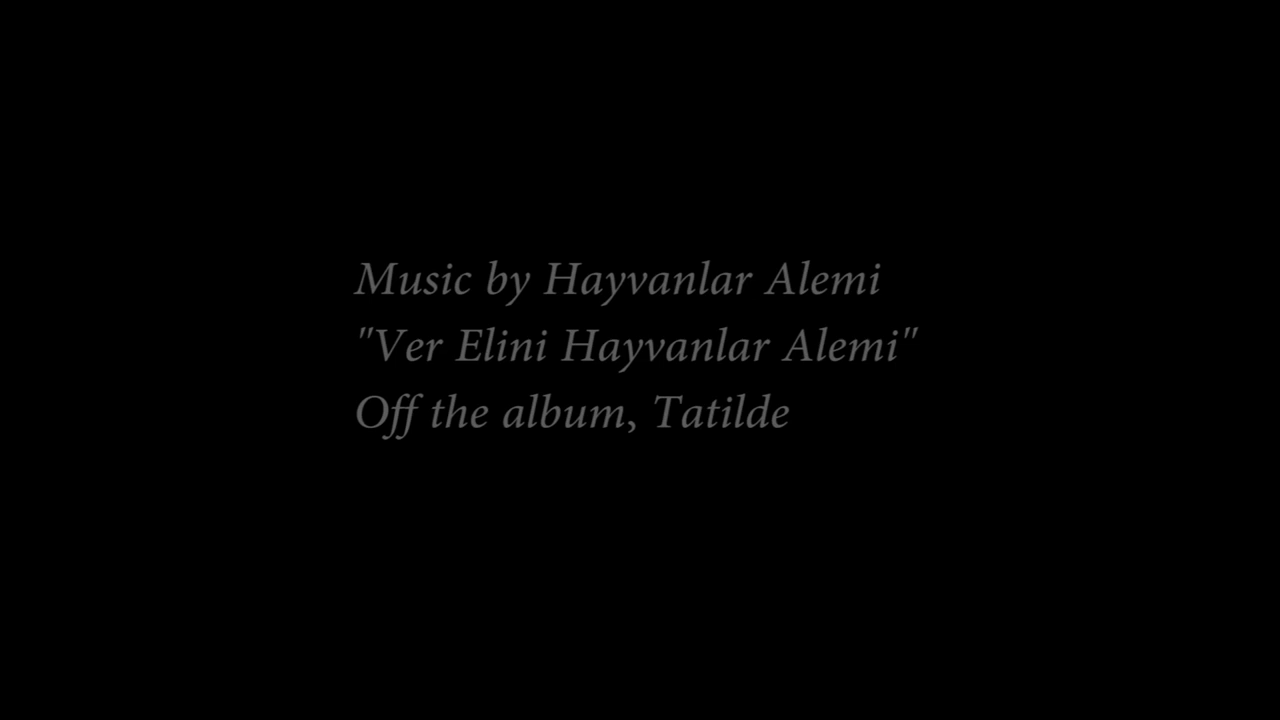 Music by Hayvanlar Alemi
"Ver Elini Hayvanlar Alemi"
Off the album, Tatilde